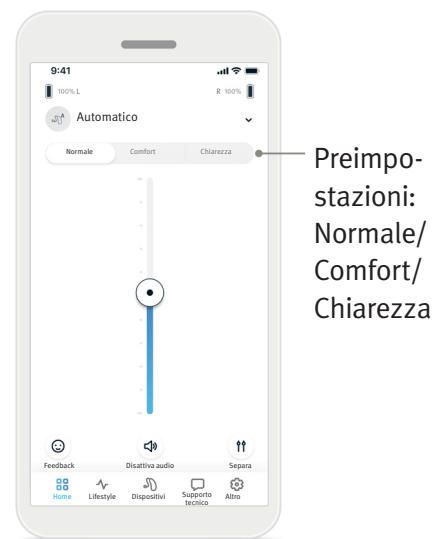 9:41
100% L
R 100%
Automatico
Normale Comfort Chiarezza
Preimpo-
stazioni:
Normale/
Comfort/
Chiarezza
Feedback Disattiva audio Separa
Home Lifestyle Dispositivi Supporto tecnico Altro